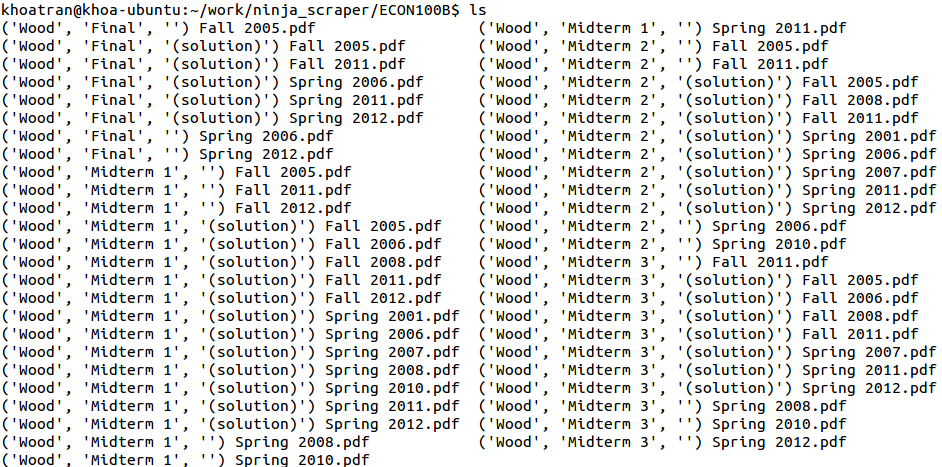 khoatran@khoa-ubuntu:~/work/ninja_scraper/ECON100B$ ls
('Wood', 'Final', '') Fall 2005.pdf ('Wood', 'Midterm 1', '') Spring 2011.pdf
('Wood', 'Final', '(solution)') Fall 2005.pdf ('Wood', 'Midterm 2', '') Fall 2005.pdf
('Wood', 'Final', '(solution)') Fall 2011.pdf ('Wood', 'Midterm 2', '') Fall 2011.pdf
('Wood', 'Final', '(solution)') Spring 2006.pdf ('Wood', 'Midterm 2', '(solution)') Fall 2005.pdf
('Wood', 'Final', '(solution)') Spring 2011.pdf ('Wood', 'Midterm 2', '(solution)') Fall 2008.pdf
('Wood', 'Final', '(solution)') Spring 2012.pdf ('Wood', 'Midterm 2', '(solution)') Fall 2011.pdf
('Wood', 'Final', '') Spring 2006.pdf ('Wood', 'Midterm 2', '(solution)') Spring 2001.pdf
('Wood', 'Final', '') Spring 2012.pdf ('Wood', 'Midterm 2', '(solution)') Spring 2006.pdf
('Wood', 'Midterm 1', '') Fall 2005.pdf ('Wood', 'Midterm 2', '(solution)') Spring 2007.pdf
('Wood', 'Midterm 1', '') Fall 2011.pdf ('Wood', 'Midterm 2', '(solution)') Spring 2011.pdf
('Wood', 'Midterm 1', '') Fall 2012.pdf ('Wood', 'Midterm 2', '(solution)') Spring 2012.pdf
('Wood', 'Midterm 1', '(solution)') Fall 2005.pdf ('Wood', 'Midterm 2', '') Spring 2006.pdf
('Wood', 'Midterm 1', '(solution)') Fall 2006.pdf ('Wood', 'Midterm 2', '') Spring 2010.pdf
('Wood', 'Midterm 1', '(solution)') Fall 2008.pdf ('Wood', 'Midterm 3', '') Fall 2011.pdf
('Wood', 'Midterm 1', '(solution)') Fall 2011.pdf ('Wood', 'Midterm 3', '(solution)') Fall 2005.pdf
('Wood', 'Midterm 1', '(solution)') Fall 2012.pdf ('Wood', 'Midterm 3', '(solution)') Fall 2006.pdf
('Wood', 'Midterm 1', '(solution)') Spring 2001.pdf ('Wood', 'Midterm 3', '(solution)') Fall 2008.pdf
('Wood', 'Midterm 1', '(solution)') Spring 2006.pdf ('Wood', 'Midterm 3', '(solution)') Fall 2011.pdf
('Wood', 'Midterm 1', '(solution)') Spring 2007.pdf ('Wood', 'Midterm 3', '(solution)') Spring 2007.pdf
('Wood', 'Midterm 1', '(solution)') Spring 2008.pdf ('Wood', 'Midterm 3', '(solution)') Spring 2011.pdf
('Wood', 'Midterm 1', '(solution)') Spring 2010.pdf ('Wood', 'Midterm 3', '(solution)') Spring 2012.pdf
('Wood', 'Midterm 1', '(solution)') Spring 2011.pdf ('Wood', 'Midterm 3', '') Spring 2008.pdf
('Wood', 'Midterm 1', '(solution)') Spring 2012.pdf ('Wood', 'Midterm 3', '') Spring 2010.pdf
('Wood', 'Midterm 1', '') Spring 2008.pdf ('Wood', 'Midterm 3', '') Spring 2012.pdf
('Wood', 'Midterm 1', '') Spring 2010.pdf